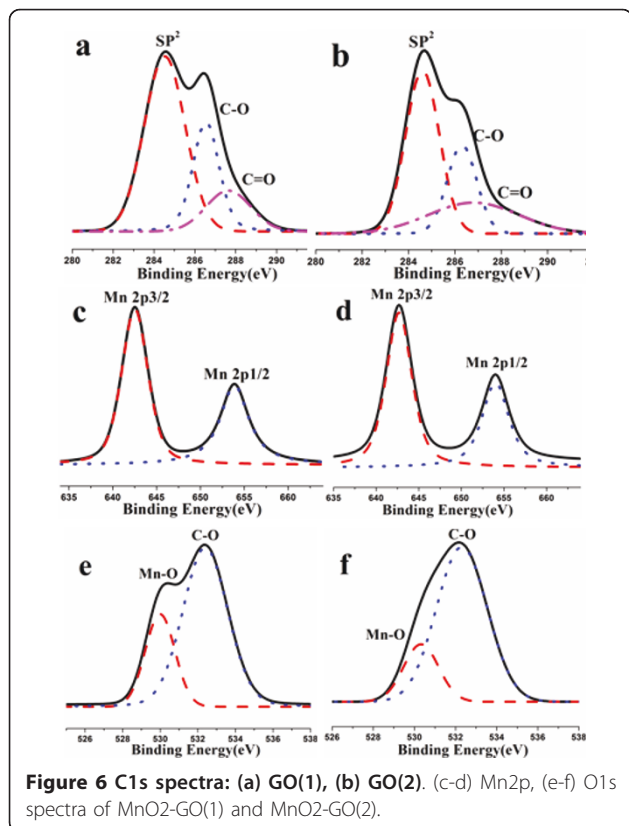 a
SP²
C-O
C=O
280 282 284 286 288 290
Binding Energy(eV)
b
SP²
C-O
C=O
280 282 284 286 288 290
Binding Energy(eV)
c
Mn 2p3/2
Mn 2p1/2
635 640 645 650 655 660
Binding Energy(eV)
d
Mn 2p3/2
Mn 2p1/2
635 640 645 650 655 660
Binding Energy(eV)
e
Mn-O
C-O
526 528 530 532 534 536 538
Binding Energy(eV)
f
Mn-O
C-O
526 528 530 532 534 536 538
Binding Energy(eV)
Figure 6 C1s spectra: (a) GO(1), (b) GO(2). (c-d) Mn2p, (e-f) O1s
spectra of MnO2-GO(1) and MnO2-GO(2).